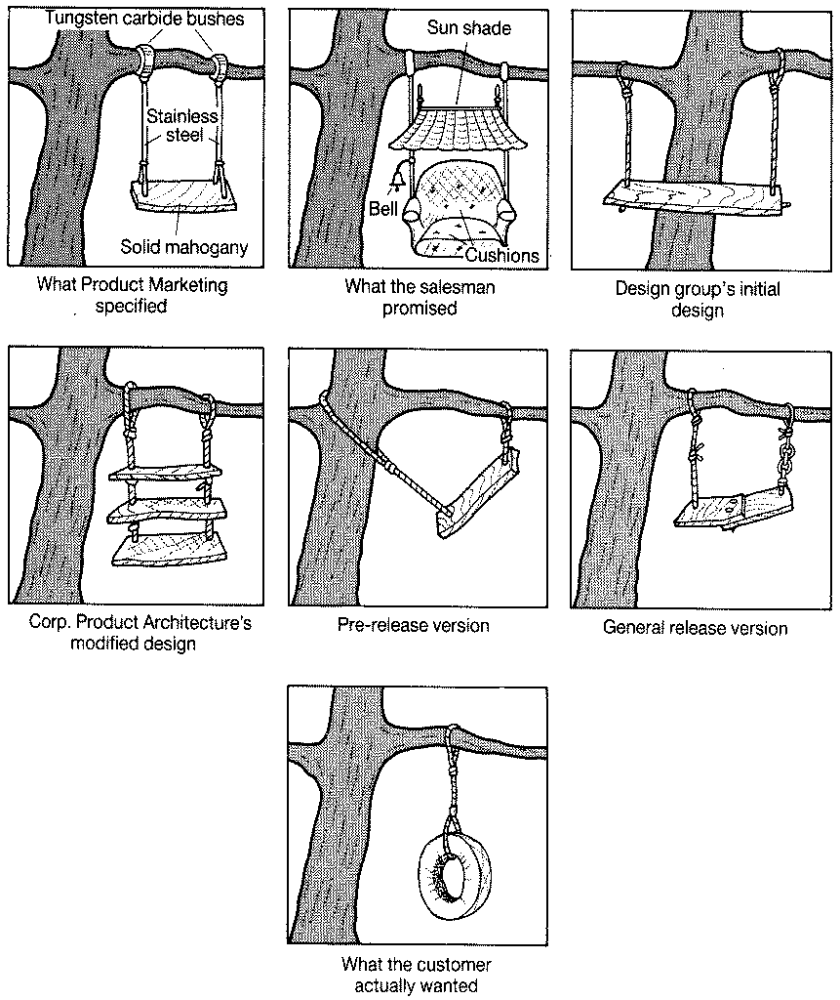 Tungsten carbide bushes
Stainless
steel
Solid mahogany
What Product Marketing
specified
Sun shade
Bell
Cushions
What the salesman
promised
Design group's initial
design
Corp. Product Architecture's
modified design
Pre-release version
General release version
What the customer
actually wanted